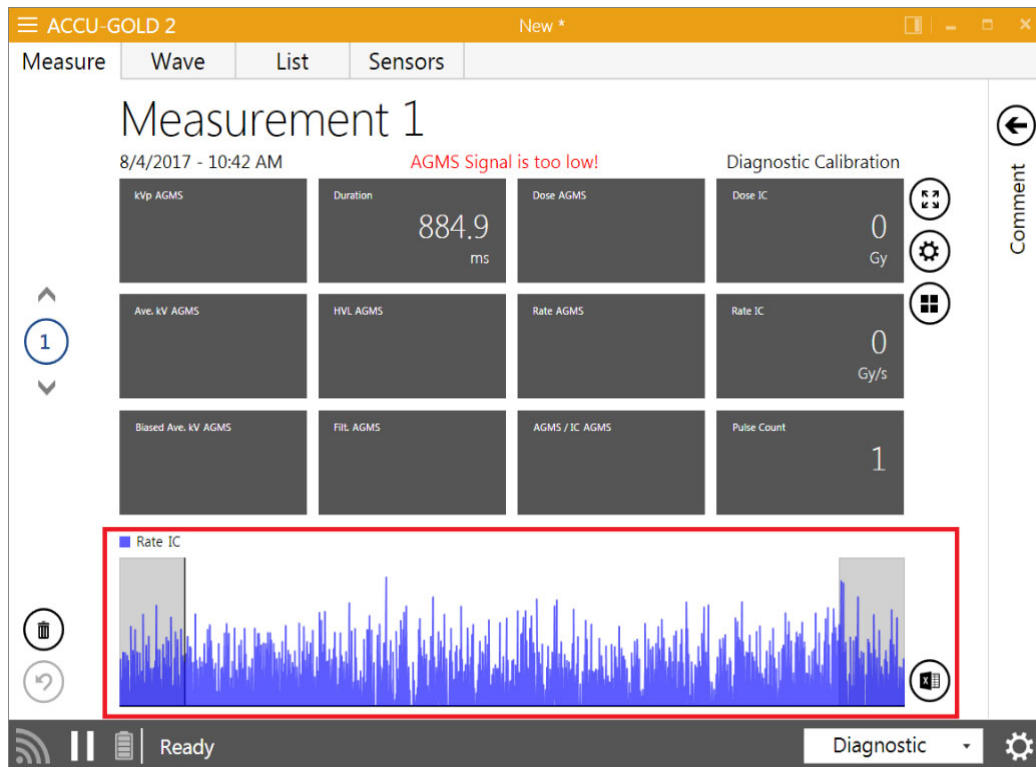 ACCU-GOLD 2
New *
Measure
Wave
List
Sensors
Measurement 1
8/4/2017 - 10:42 AM
AGMS Signal is too low!
Diagnostic Calibration
kVp AGMS
Duration
884.9
ms
Dose AGMS
Dose IC
0
Gy
Ave. kV AGMS
HVL AGMS
Rate AGMS
Rate IC
0
Gy/s
Biased Ave. kV AGMS
Filt. AGMS
AGMS / IC AGMS
Pulse Count
1
1
Comment
Rate IC
Ready
Diagnostic